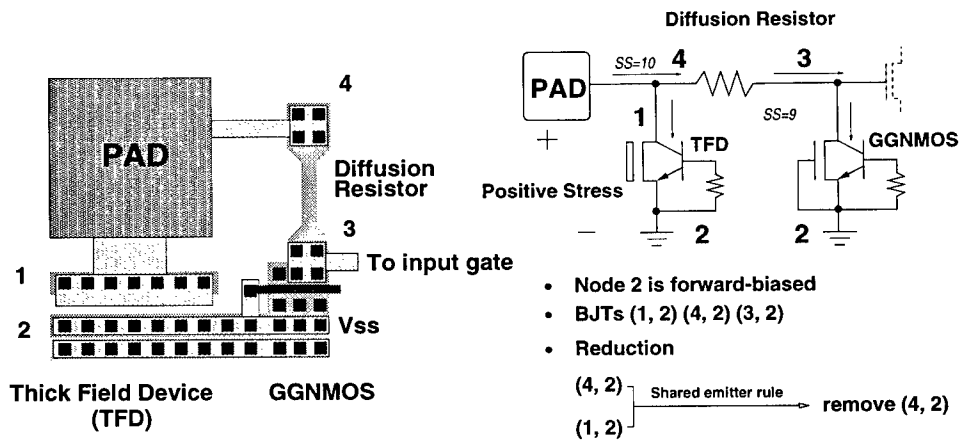 4
PAD
Diffusion
Resistor
3
To input gate
1
2
Vss
Thick Field Device
(TFD)
GGNMOS
Diffusion Resistor
PAD
SS=10
4
3
1
SS=9
+
TFD
GGNMOS
Positive Stress
−
2
2
• Node 2 is forward-biased
• BJTs (1, 2) (4, 2) (3, 2)
• Reduction
(4, 2)
Shared emitter rule
remove (4, 2)
(1, 2)